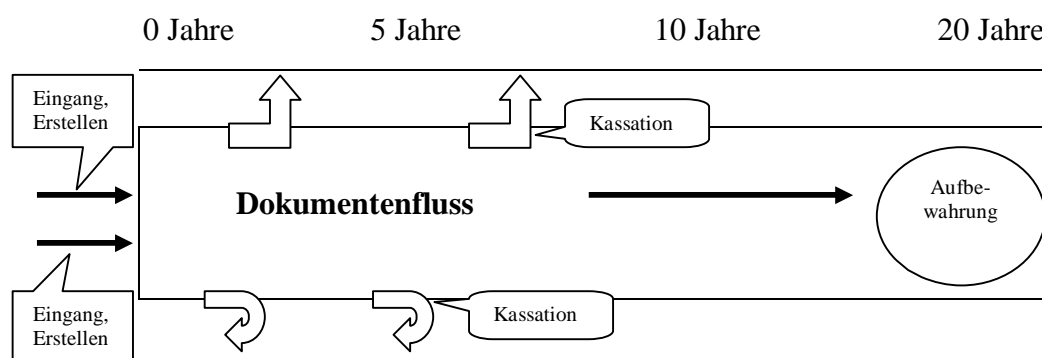 0 Jahre 5 Jahre 10 Jahre 20 Jahre
Eingang,
Erstellen
Kassation
Dokumentenfluss
Aufbe-
wahrung
Eingang,
Erstellen
Kassation